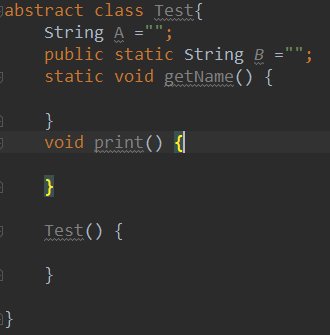 abstract class Test{
    String A ="";
    public static String B ="";
    static void getName() {

    }
    void print() {

    }

    Test() {

    }

}